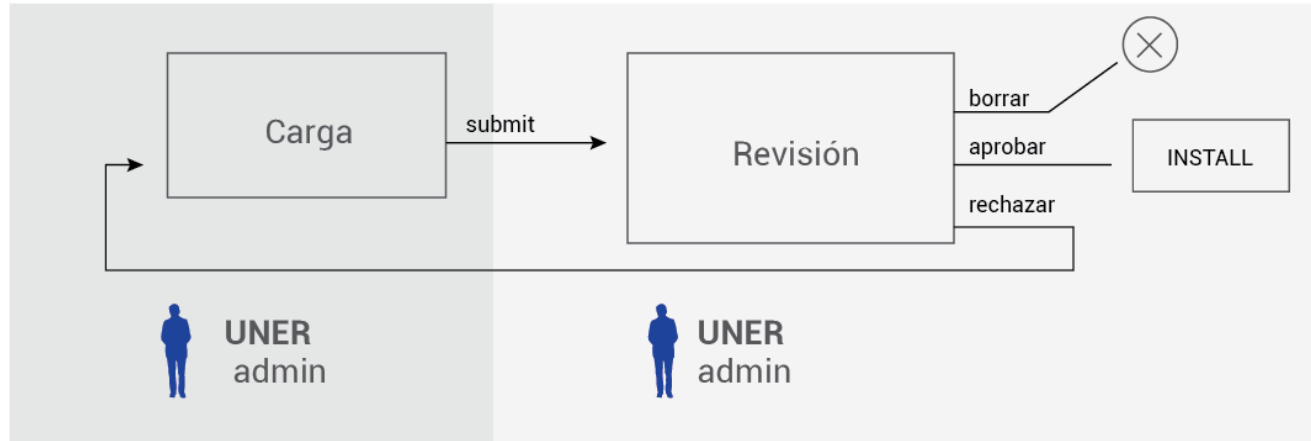 Carga
submit
Revisión
borrar
aprobar
rechazar
INSTALL
UNER
admin
UNER
admin